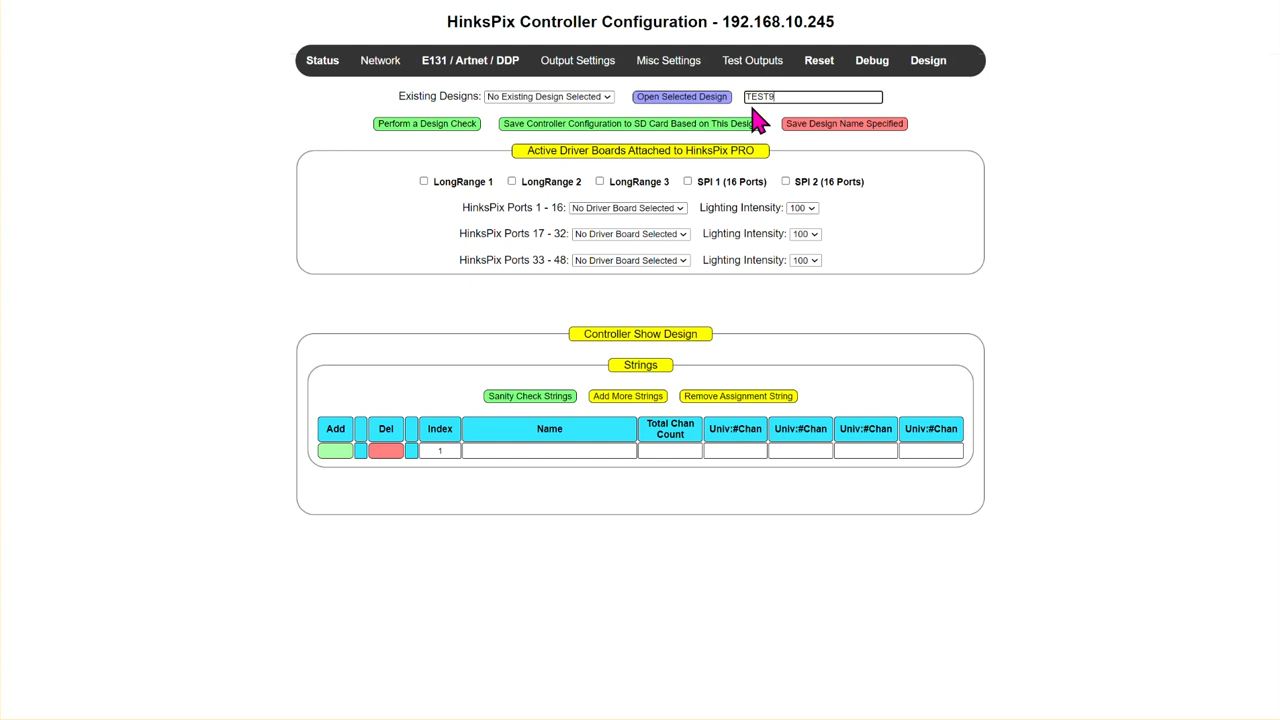 HinksPix Controller Configuration - 192.168.10.245
Status Network E131 / Artnet / DDP Output Settings Misc Settings Test Outputs Reset Debug Design
Existing Designs: No Existing Design Selected Open Selected Design TEST9
Perform a Design Check Save Controller Configuration to SD Card Based on This Save Design Name Specified
Active Driver Boards Attached to HinksPix PRO
LongRange 1 LongRange 2 LongRange 3 SPI 1 (16 Ports) SPI 2 (16 Ports)
HinksPix Ports 1 - 16: No Driver Board Selected Lighting Intensity: 100
HinksPix Ports 17 - 32: No Driver Board Selected Lighting Intensity: 100
HinksPix Ports 33 - 48: No Driver Board Selected Lighting Intensity: 100
Controller Show Design
Strings
Sanity Check Strings Add More Strings Remove Assignment String
Add Del Index Name Total Chan Count Univ:#Chan Univ:#Chan Univ:#Chan Univ:#Chan
1